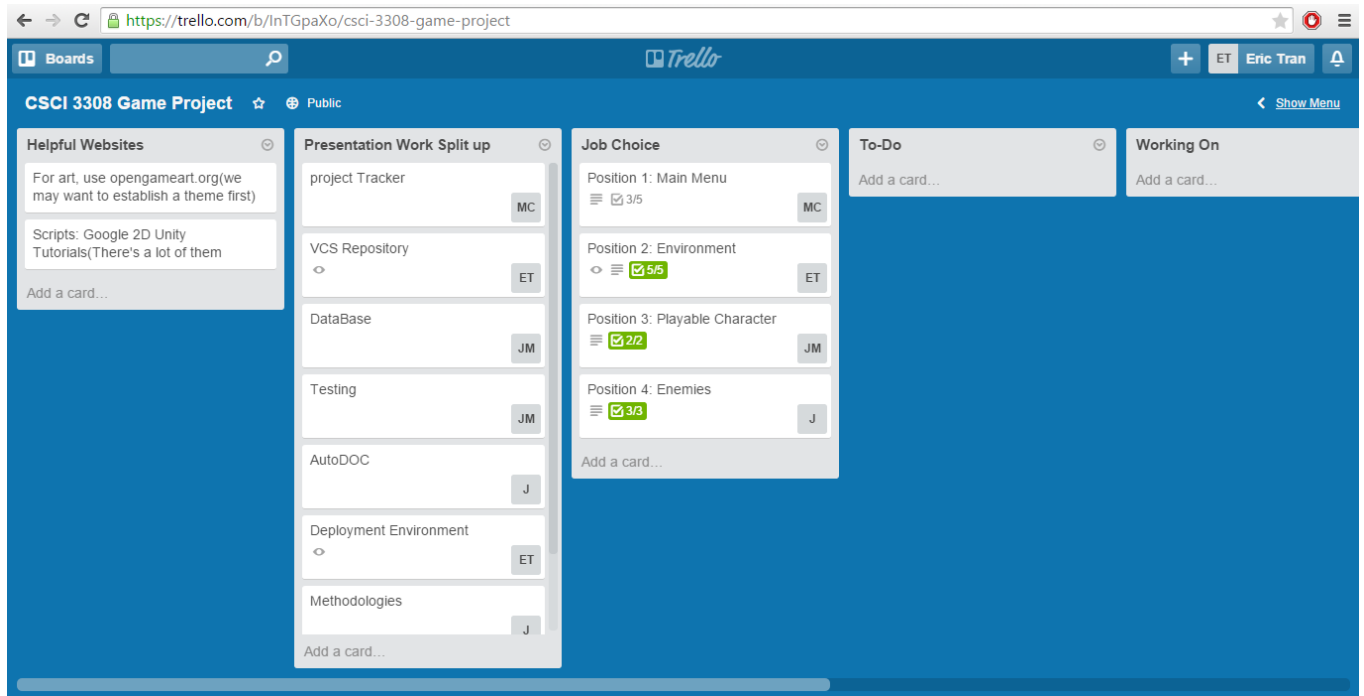 https://trello.com/b/InTGpaXo/csci-3308-game-project
Boards
Trello
ET Eric Tran
CSCI 3308 Game Project
Public
Show Menu
Helpful Websites
For art, use opengameart.org(we
may want to establish a theme first)
Scripts: Google 2D Unity
Tutorials(There's a lot of them
Add a card...
Presentation Work Split up
project Tracker
MC
VCS Repository
ET
DataBase
JM
Testing
JM
AutoDOC
J
Deployment Environment
ET
Methodologies
J
Add a card...
Job Choice
Position 1: Main Menu
3/5
MC
Position 2: Environment
5/5
ET
Position 3: Playable Character
2/2
JM
Position 4: Enemies
3/3
J
Add a card...
To-Do
Add a card...
Working On
Add a card...